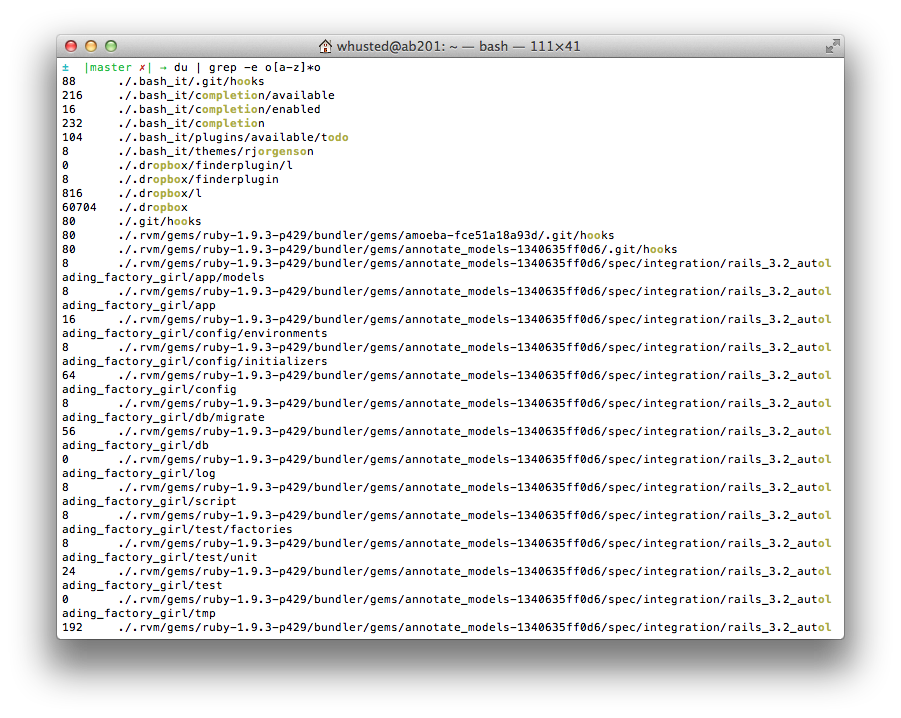 whusted@ab201: ~ — bash — 111×41
± |master ✗| → du | grep -e o[a-z]*o
88 ./.bash_it/.git/hooks
216 ./.bash_it/completion/available
16 ./.bash_it/completion/enabled
232 ./.bash_it/completion
104 ./.bash_it/plugins/available/todo
8 ./.bash_it/themes/rjorgenson
0 ./.dropbox/finderplugin/l
8 ./.dropbox/finderplugin
816 ./.dropbox/l
60704 ./.dropbox
80 ./.git/hooks
80 ./.rvm/gems/ruby-1.9.3-p429/bundler/gems/amoeba-fce51a18a93d/.git/hooks
80 ./.rvm/gems/ruby-1.9.3-p429/bundler/gems/annotate_models-1340635ff0d6/.git/hooks
8 ./.rvm/gems/ruby-1.9.3-p429/bundler/gems/annotate_models-1340635ff0d6/spec/integration/rails_3.2_autol
ading_factory_girl/app/models
8 ./.rvm/gems/ruby-1.9.3-p429/bundler/gems/annotate_models-1340635ff0d6/spec/integration/rails_3.2_autol
ading_factory_girl/app
16 ./.rvm/gems/ruby-1.9.3-p429/bundler/gems/annotate_models-1340635ff0d6/spec/integration/rails_3.2_autol
ading_factory_girl/config/environments
8 ./.rvm/gems/ruby-1.9.3-p429/bundler/gems/annotate_models-1340635ff0d6/spec/integration/rails_3.2_autol
ading_factory_girl/config/initializers
64 ./.rvm/gems/ruby-1.9.3-p429/bundler/gems/annotate_models-1340635ff0d6/spec/integration/rails_3.2_autol
ading_factory_girl/config
8 ./.rvm/gems/ruby-1.9.3-p429/bundler/gems/annotate_models-1340635ff0d6/spec/integration/rails_3.2_autol
ading_factory_girl/db/migrate
56 ./.rvm/gems/ruby-1.9.3-p429/bundler/gems/annotate_models-1340635ff0d6/spec/integration/rails_3.2_autol
ading_factory_girl/db
0 ./.rvm/gems/ruby-1.9.3-p429/bundler/gems/annotate_models-1340635ff0d6/spec/integration/rails_3.2_autol
ading_factory_girl/log
8 ./.rvm/gems/ruby-1.9.3-p429/bundler/gems/annotate_models-1340635ff0d6/spec/integration/rails_3.2_autol
ading_factory_girl/script
8 ./.rvm/gems/ruby-1.9.3-p429/bundler/gems/annotate_models-1340635ff0d6/spec/integration/rails_3.2_autol
ading_factory_girl/test/factories
8 ./.rvm/gems/ruby-1.9.3-p429/bundler/gems/annotate_models-1340635ff0d6/spec/integration/rails_3.2_autol
ading_factory_girl/test/unit
24 ./.rvm/gems/ruby-1.9.3-p429/bundler/gems/annotate_models-1340635ff0d6/spec/integration/rails_3.2_autol
ading_factory_girl/test
0 ./.rvm/gems/ruby-1.9.3-p429/bundler/gems/annotate_models-1340635ff0d6/spec/integration/rails_3.2_autol
ading_factory_girl/tmp
192 ./.rvm/gems/ruby-1.9.3-p429/bundler/gems/annotate_models-1340635ff0d6/spec/integration/rails_3.2_autol